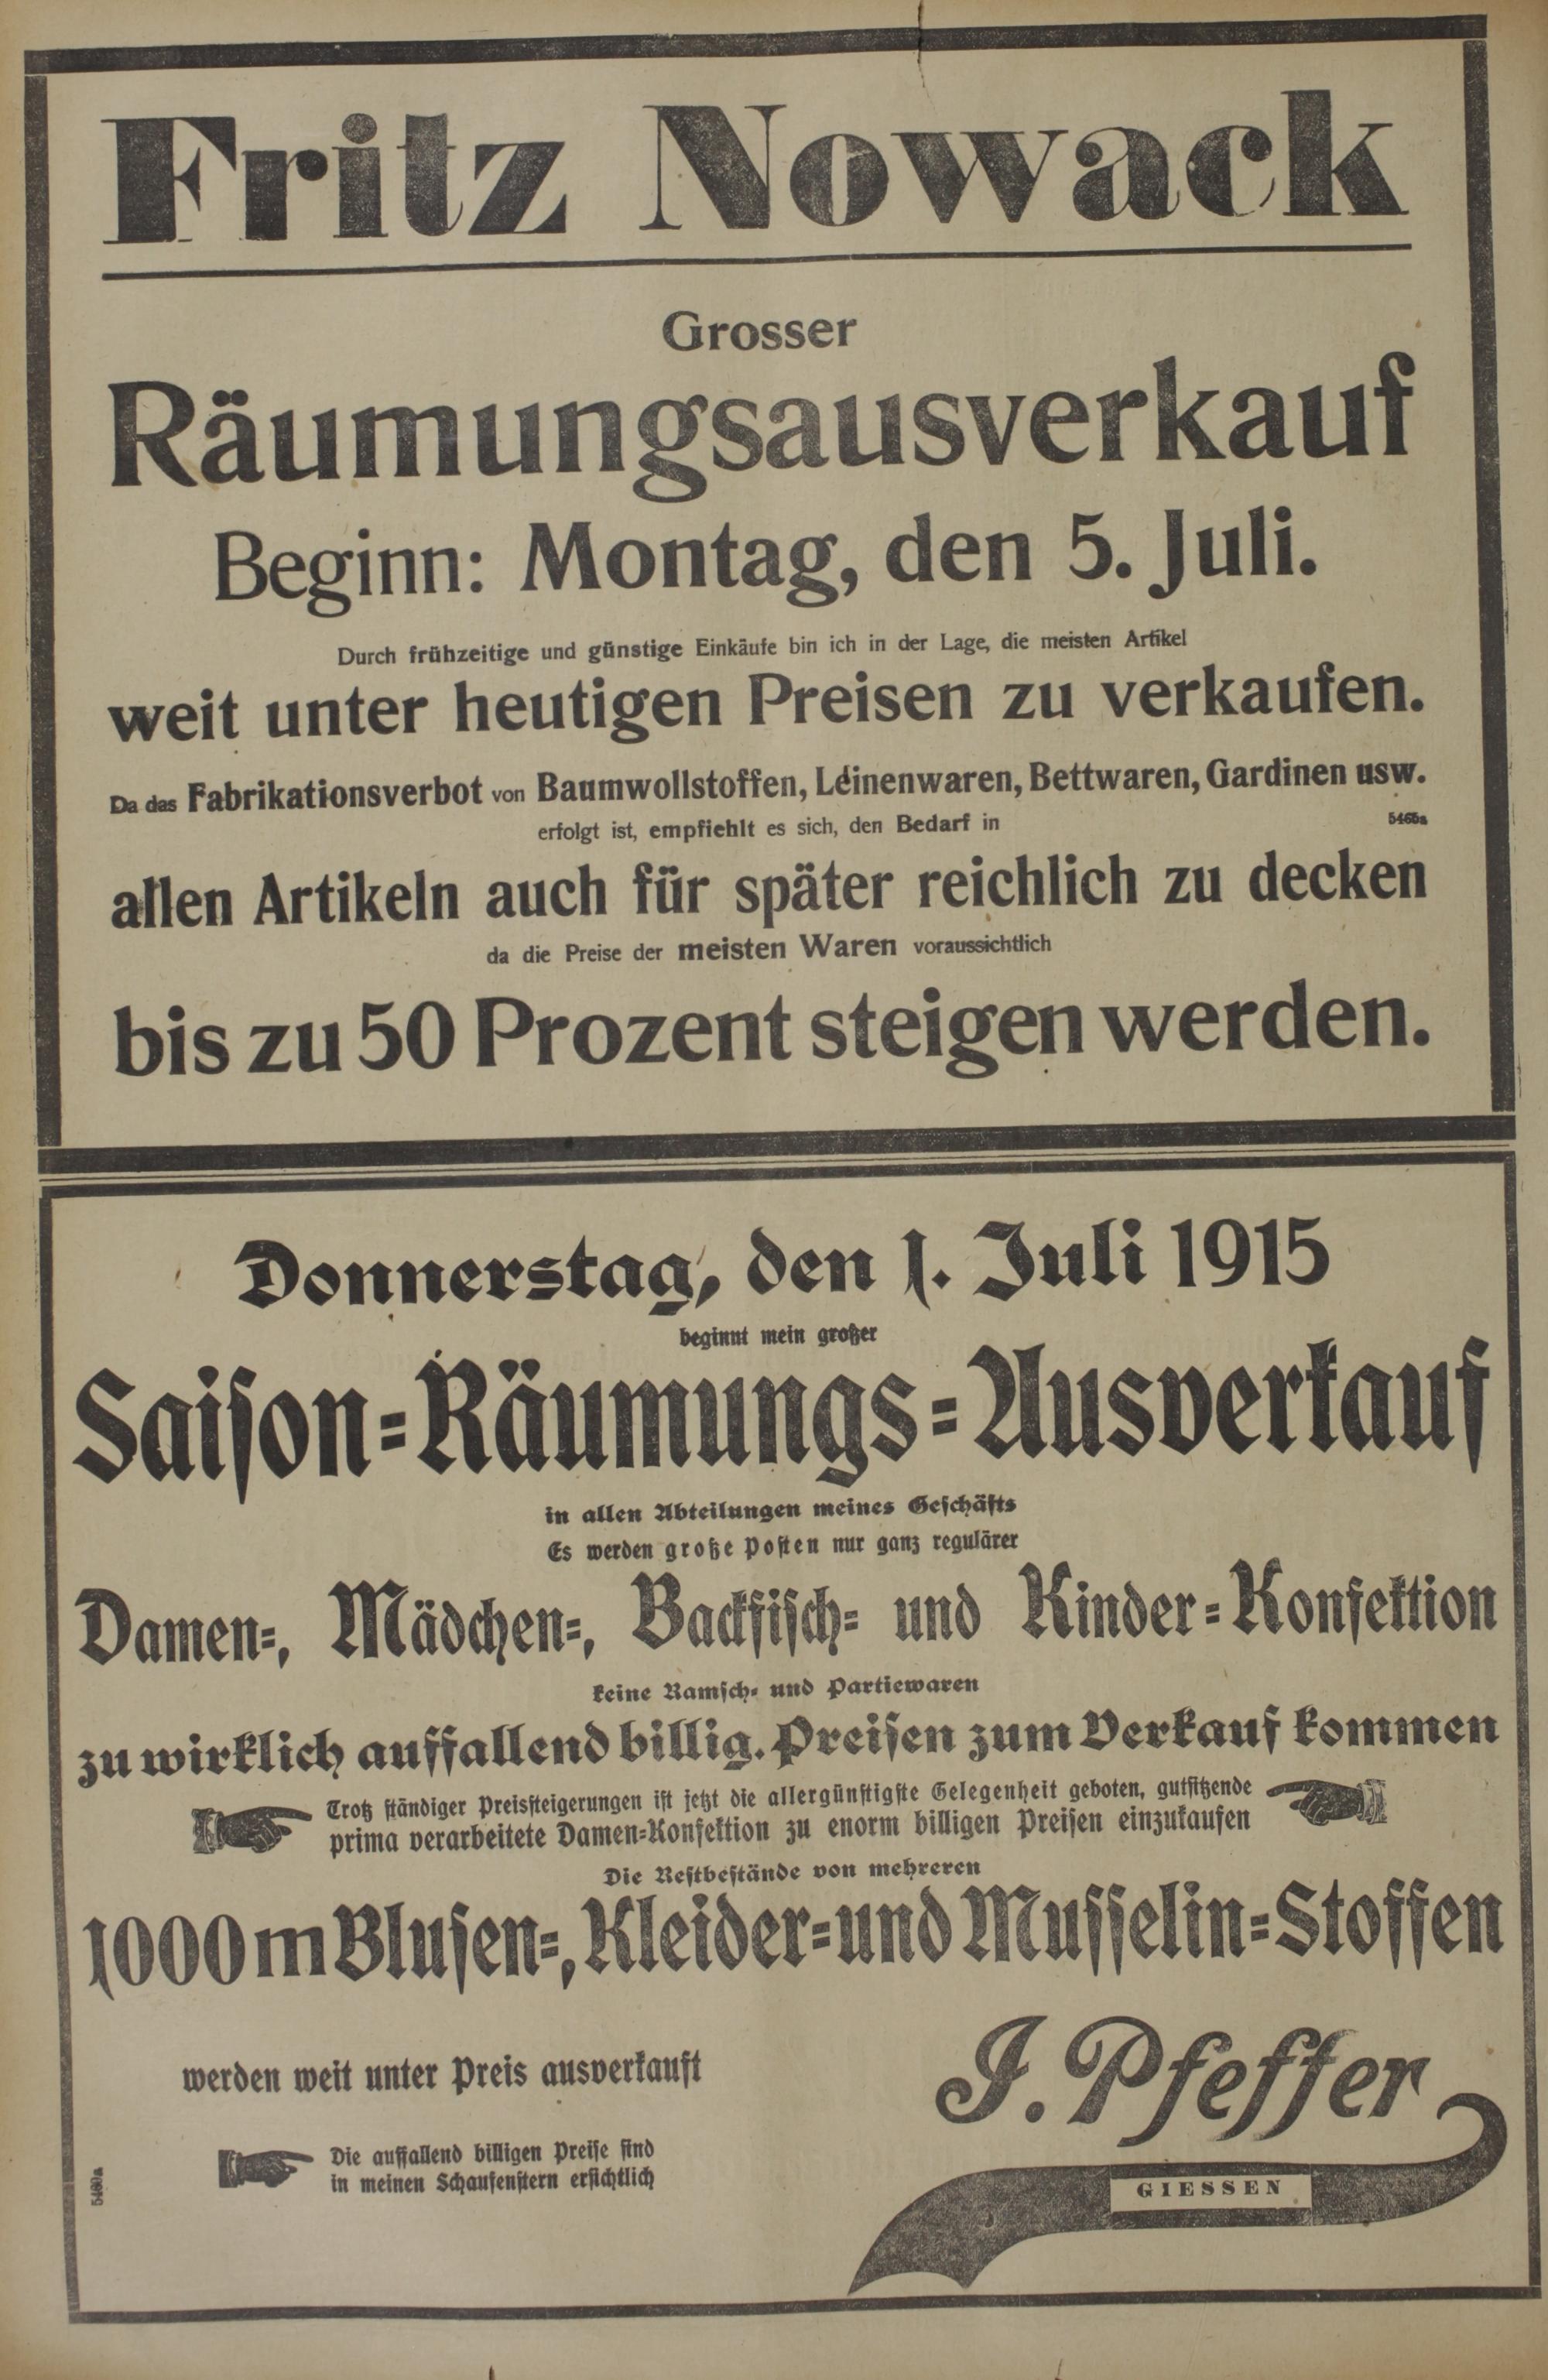 Fritz Nowack
Grosser
Räumungsausverkauf
Beginn: Montag, den 5. Juli.
Durch frühzeitige und günstige Einkäufe bin ich in der Lage, die meisten Artikel
weit unter heutigen Preisen zu verkaufen.
Da das Fabrikationsverbot von Baumwollstoffen, Leinenwaren, Bettwaren, Gardinen usw.
erfolgt ist, empfiehlt es sich, den Bedarf in
5465a
allen Artikeln auch für später reichlich zu decken
da die Preise der meisten Waren voraussichtlich
bis zu 50 Prozent steigen werden.
Donnerstag, den 1. Juli 1915
beginnt mein großer
Saison=Räumungs=Ausverkauf
in allen Abteilungen meines Geschäfts
Es werden große Posten nur ganz regulärer
Damen=, Mädchen=, Backfisch= und Kinder=Konfektion
keine Ramsch= und Partiewaren
zu wirklich auffallend billig. Preisen zum Verkauf kommen
Trotz ständiger Preissteigerungen ist jetzt die allergünstigste Gelegenheit geboten, gutsitzende
prima verarbeitete Damen=Konfektion zu enorm billigen Preisen einzukaufen
Die Restbestände von mehreren
1000 m Blusen=, Kleider= und Musselin=Stoffen
werden weit unter Preis ausverkauft
Die auffallend billigen Preise sind
in meinen Schaufenstern ersichtlich
J. Pfeffer
GIESSEN